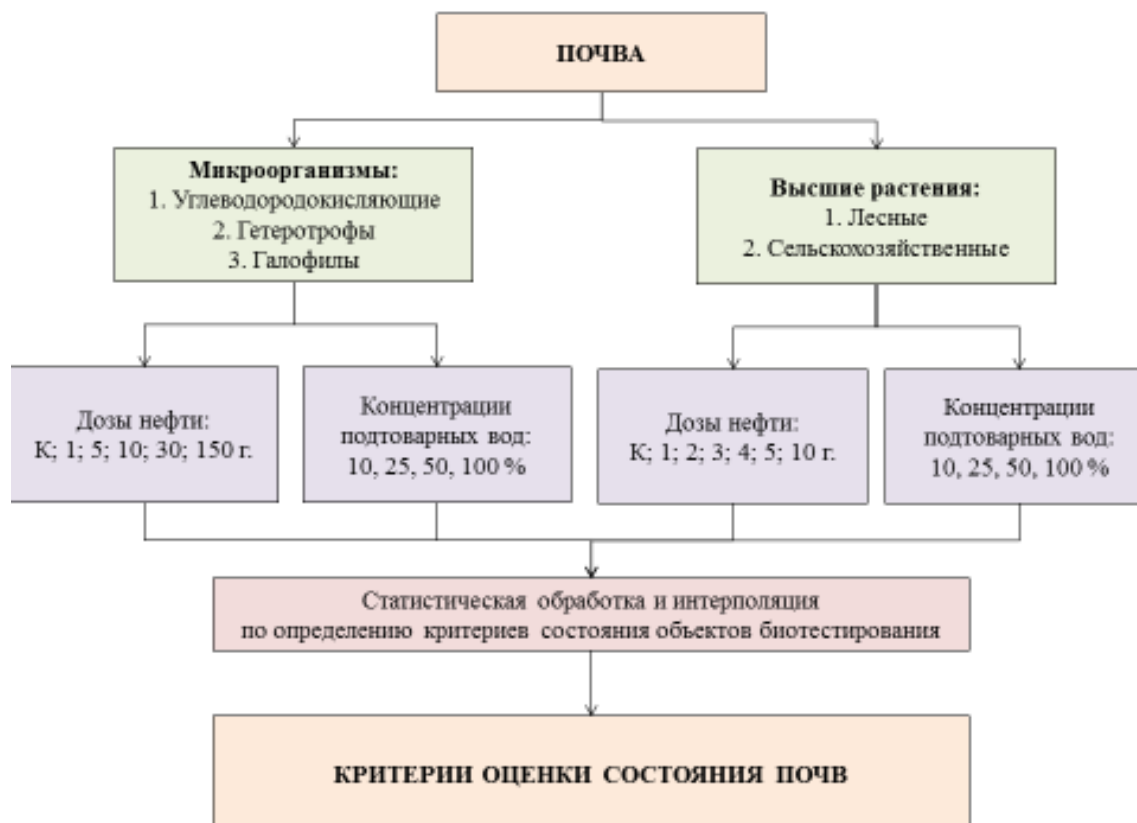 ПОЧВА
Микроорганизмы:
1. Углеводородокисляющие
2. Гетеротрофы
3. Галофилы
Высшие растения:
1. Лесные
2. Сельскохозяйственные
Дозы нефти:
К; 1; 5; 10; 30; 150 г.
Концентрации
подтоварных вод:
10, 25, 50, 100 %
Дозы нефти:
К; 1; 2; 3; 4; 5; 10 г.
Концентрации
подтоварных вод:
10, 25, 50, 100 %
Статистическая обработка и интерполяция
по определению критериев состояния объектов биотестирования
КРИТЕРИИ ОЦЕНКИ СОСТОЯНИЯ ПОЧВ